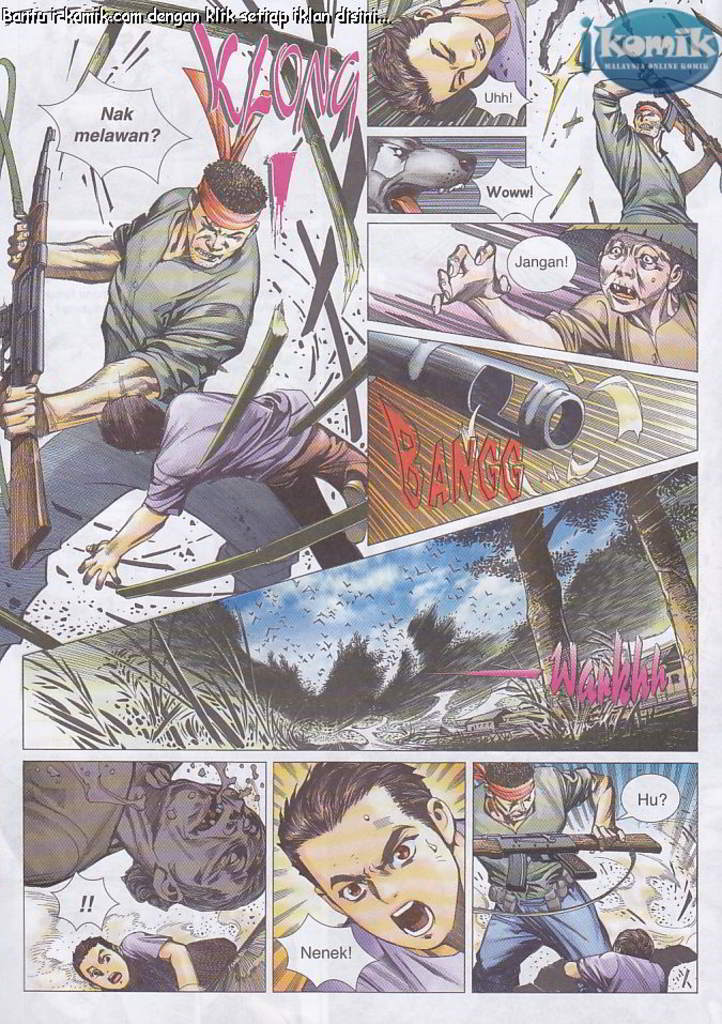 Bantu i-komik.com dengan klik setiap iklan disini...
ikomik
MALAYSIA ONLINE KOMIK
Nak
melawan?
KLONG
!
Uhh!
Woww!
Jangan!
BANGG
Warkhh
!!
Nenek!
Hu?